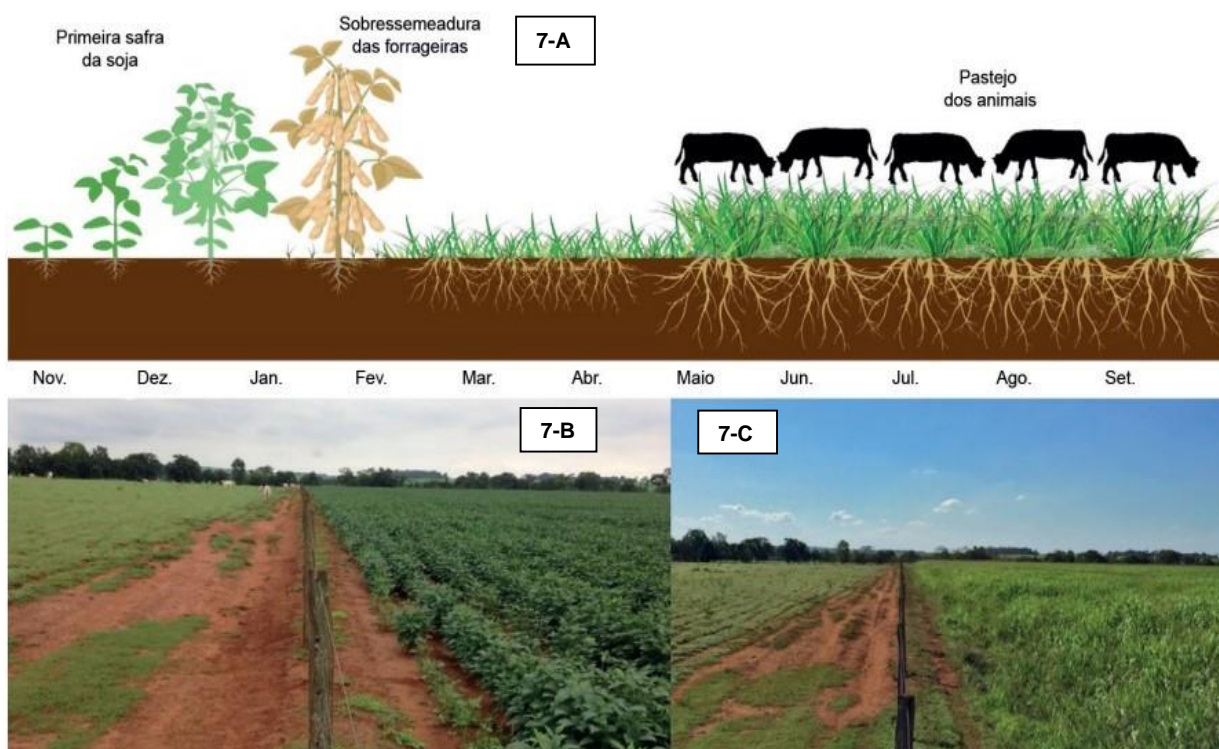 Primeira safra
da soja
Sobressemeadura
das forrageiras
7-A
Pastejo
dos animais
Nov.
Dez.
Jan.
Fev.
Mar.
Abr.
Maio
Jun.
Jul.
Ago.
Set.
7-B
7-C